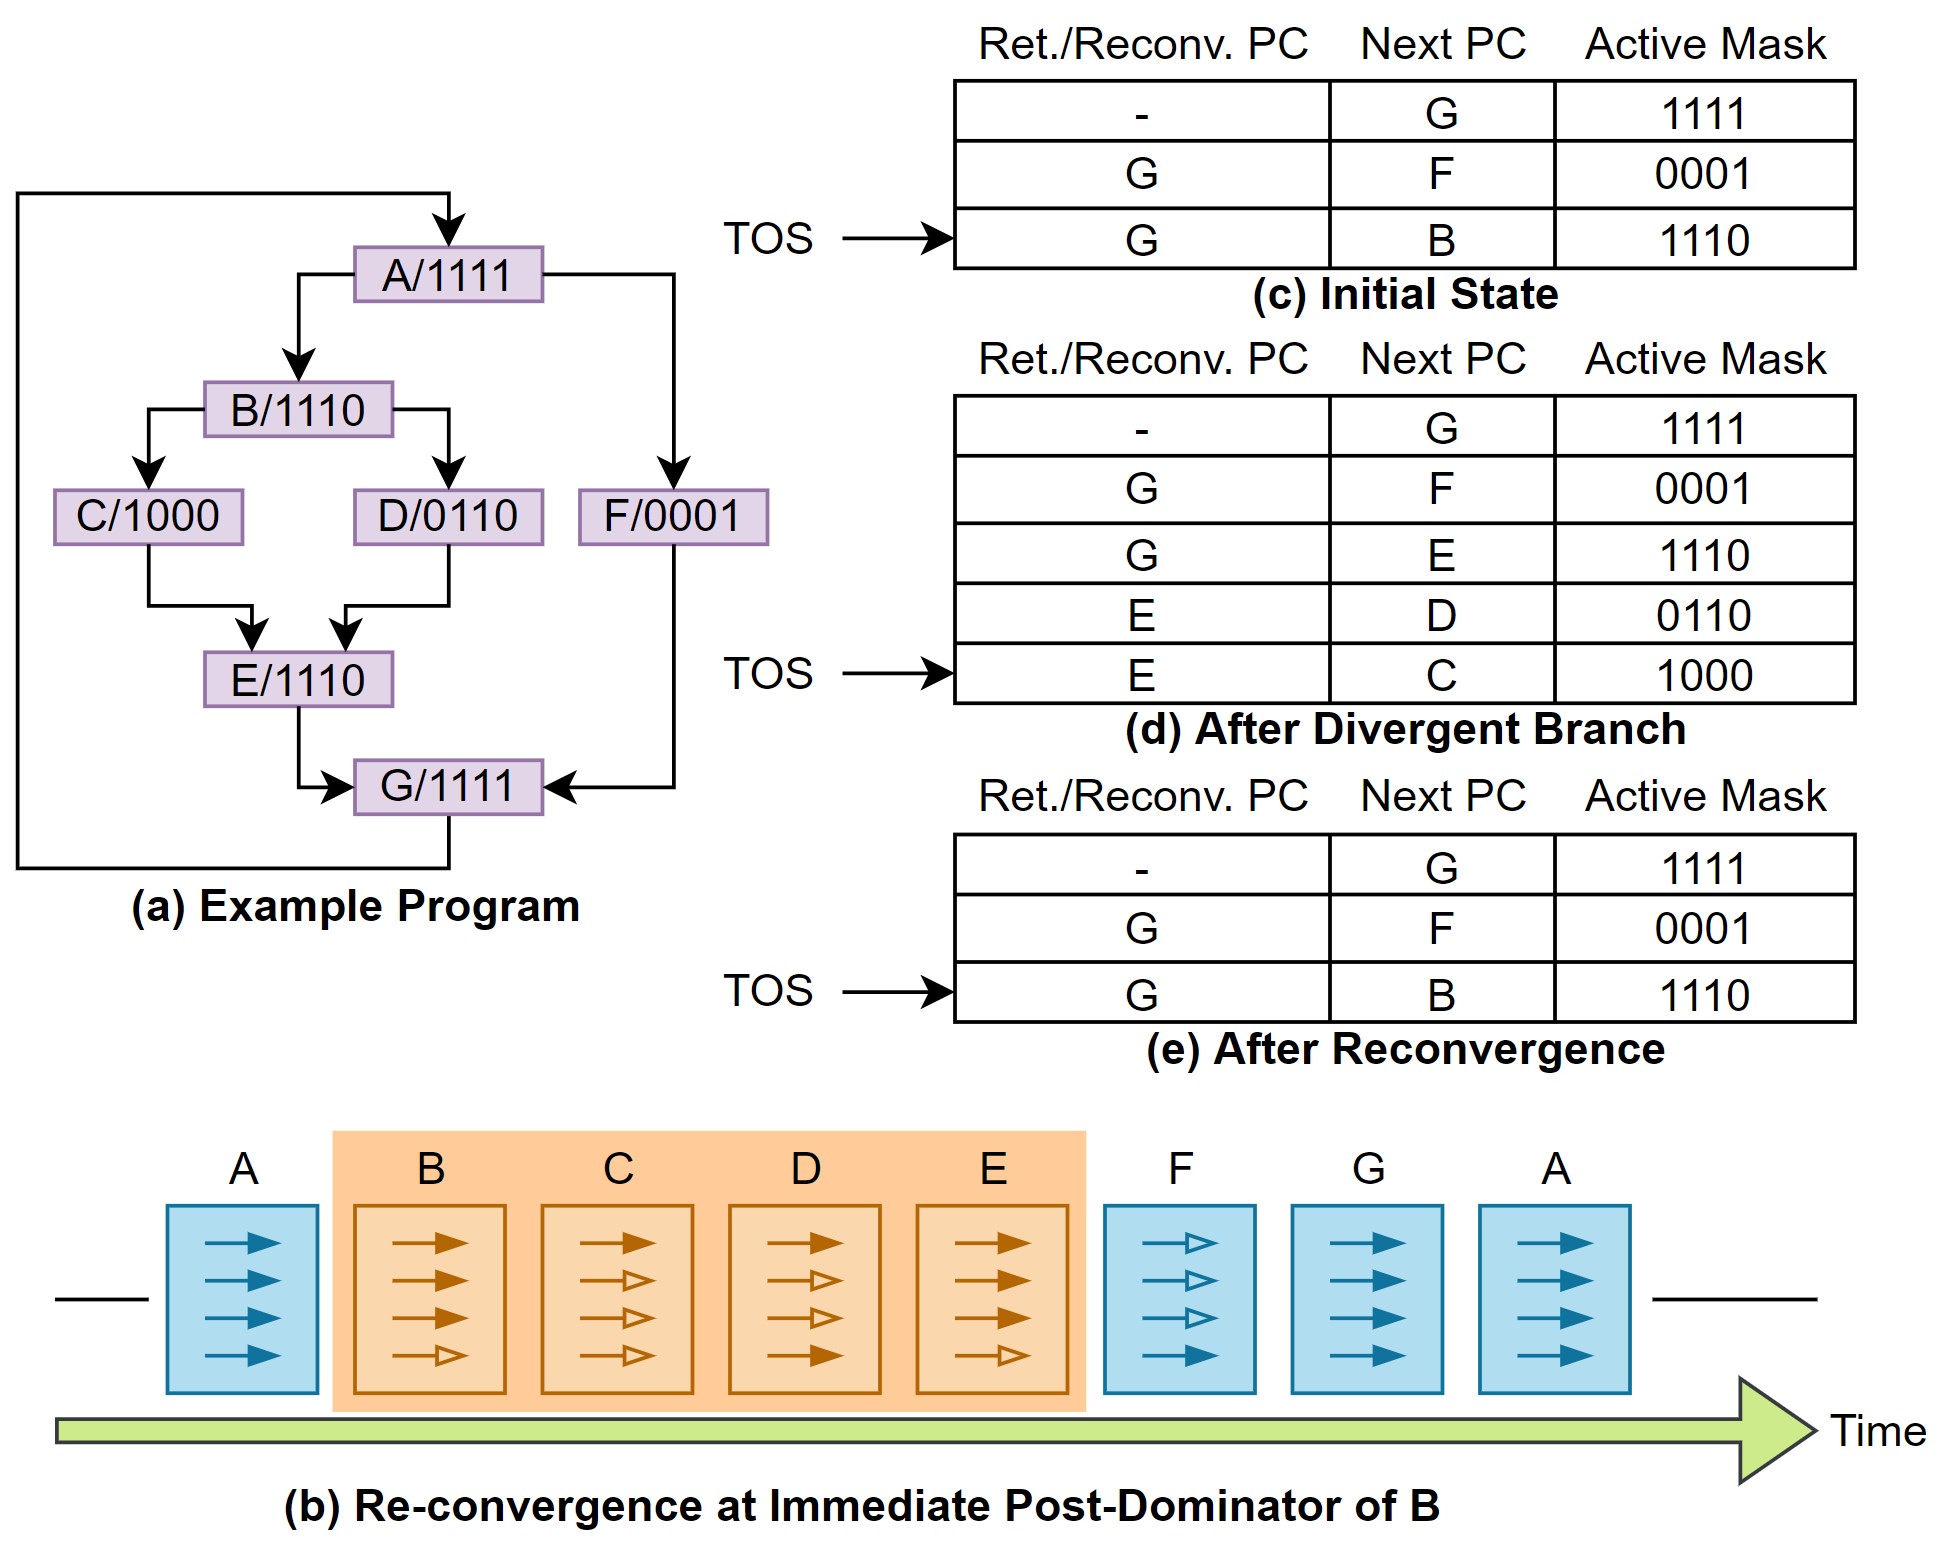 Ret./Reconv. PC Next PC Active Mask
- G 1111
G F 0001
TOS G B 1110
(c) Initial State
A/1111
B/1110
C/1000 D/0110 F/0001
E/1110
G/1111
(a) Example Program
Ret./Reconv. PC Next PC Active Mask
- G 1111
G F 0001
G E 1110
E D 0110
TOS E C 1000
(d) After Divergent Branch
Ret./Reconv. PC Next PC Active Mask
- G 1111
G F 0001
TOS G B 1110
(e) After Reconvergence
A B C D E F G A
Time
(b) Re-convergence at Immediate Post-Dominator of B